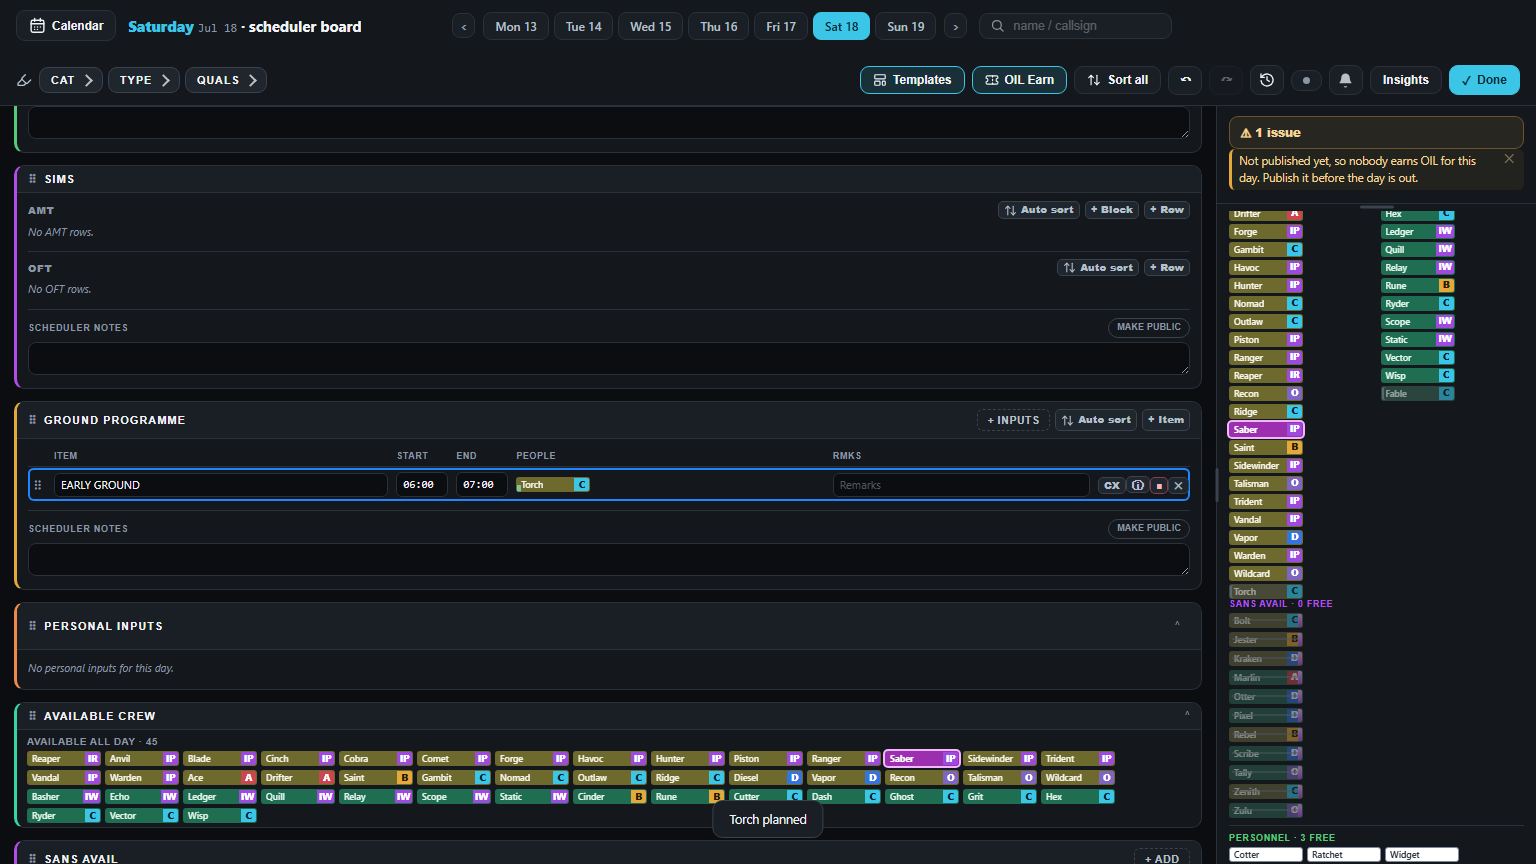 Calendar Saturday Jul 18 · scheduler board ‹ Mon 13 Tue 14 Wed 15 Thu 16 Fri 17 Sat 18 Sun 19 › name / callsign
CAT TYPE QUALS Templates OIL Earn Sort all Insights ✓ Done
SIMS
AMT Auto sort + Block + Row
No AMT rows.
OFT Auto sort + Row
No OFT rows.
SCHEDULER NOTES MAKE PUBLIC
GROUND PROGRAMME + INPUTS Auto sort + Item
ITEM START END PEOPLE RMKS
EARLY GROUND 06:00 07:00 Torch C Remarks CX
SCHEDULER NOTES MAKE PUBLIC
PERSONAL INPUTS
No personal inputs for this day.
AVAILABLE CREW
AVAILABLE ALL DAY · 45
Reaper IR Anvil IP Blade IP Cinch IP Cobra IP Comet IP Forge IP Havoc IP Hunter IP Piston IP Ranger IP Saber IP Sidewinder IP Trident IP
Vandal IP Warden IP Ace A Drifter A Saint B Gambit C Nomad C Outlaw C Ridge C Diesel D Vapor D Recon O Talisman O Wildcard O
Basher IW Echo IW Ledger IW Quill IW Relay IW Scope IW Static IW Cinder B Rune B Cutter C Dash C Ghost C Grit C Hex C
Ryder C Vector C Wisp C
Torch planned
SANS AVAIL + ADD
1 issue
Not published yet, so nobody earns OIL for this
day. Publish it before the day is out.
Drifter A Hex C
Forge IP Ledger IW
Gambit C Quill IW
Havoc IP Relay IW
Hunter IP Rune B
Nomad C Ryder C
Outlaw C Scope IW
Piston IP Static IW
Ranger IP Vector C
Reaper IR Wisp C
Recon O Fable C
Ridge C
Saber IP
Saint B
Sidewinder IP
Talisman O
Trident IP
Vandal IP
Vapor D
Warden IP
Wildcard O
Torch C
SANS AVAIL · 0 FREE
Bolt C
Jester B
Kraken D
Marlin A
Otter D
Pixel D
Rebel B
Scribe D
Tally O
Zenith C
Zulu O
PERSONNEL · 3 FREE
Cotter Ratchet Widget